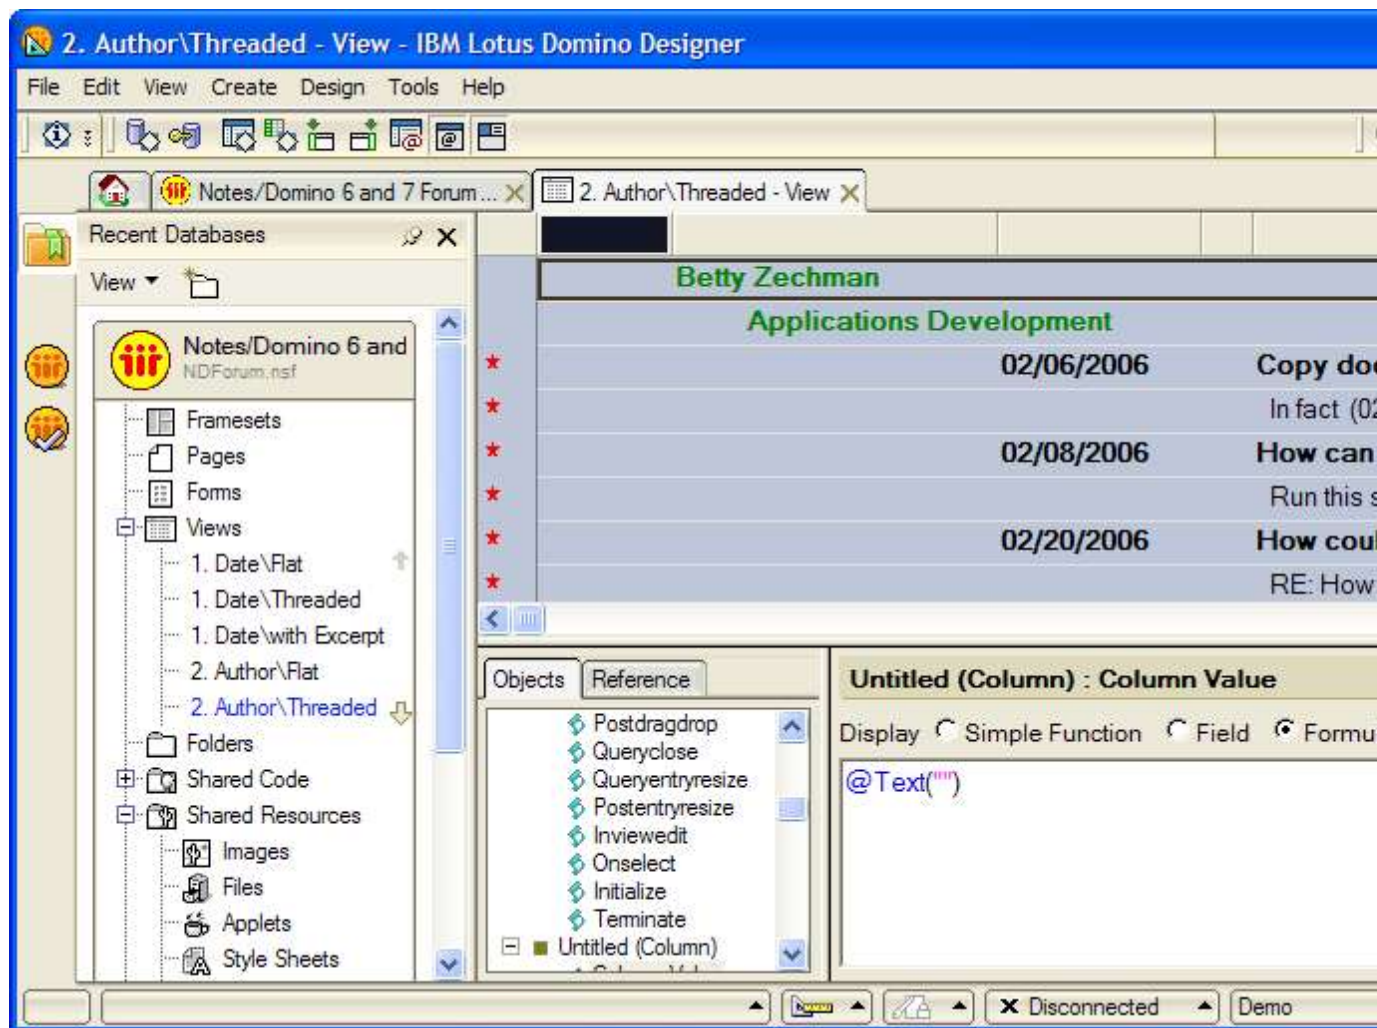 2. Author\Threaded - View - IBM Lotus Domino Designer
File Edit View Create Design Tools Help
Notes/Domino 6 and 7 Forum ...
2. Author\Threaded - View
Recent Databases
View
Notes/Domino 6 and
NDForum.nsf
Framesets
Pages
Forms
Views
1. Date\Flat
1. Date\Threaded
1. Date\with Excerpt
2. Author\Flat
2. Author\Threaded
Folders
Shared Code
Shared Resources
Images
Files
Applets
Style Sheets
Betty Zechman
Applications Development
02/06/2006 Copy doc
In fact (02
02/08/2006 How can
Run this s
02/20/2006 How coul
RE: How
Objects Reference
Postdragdrop
Queryclose
Queryentryresize
Postentryresize
Inviewedit
Onselect
Initialize
Terminate
Untitled (Column)
Untitled (Column) : Column Value
Display Simple Function Field Formu
@Text("")
Disconnected
Demo